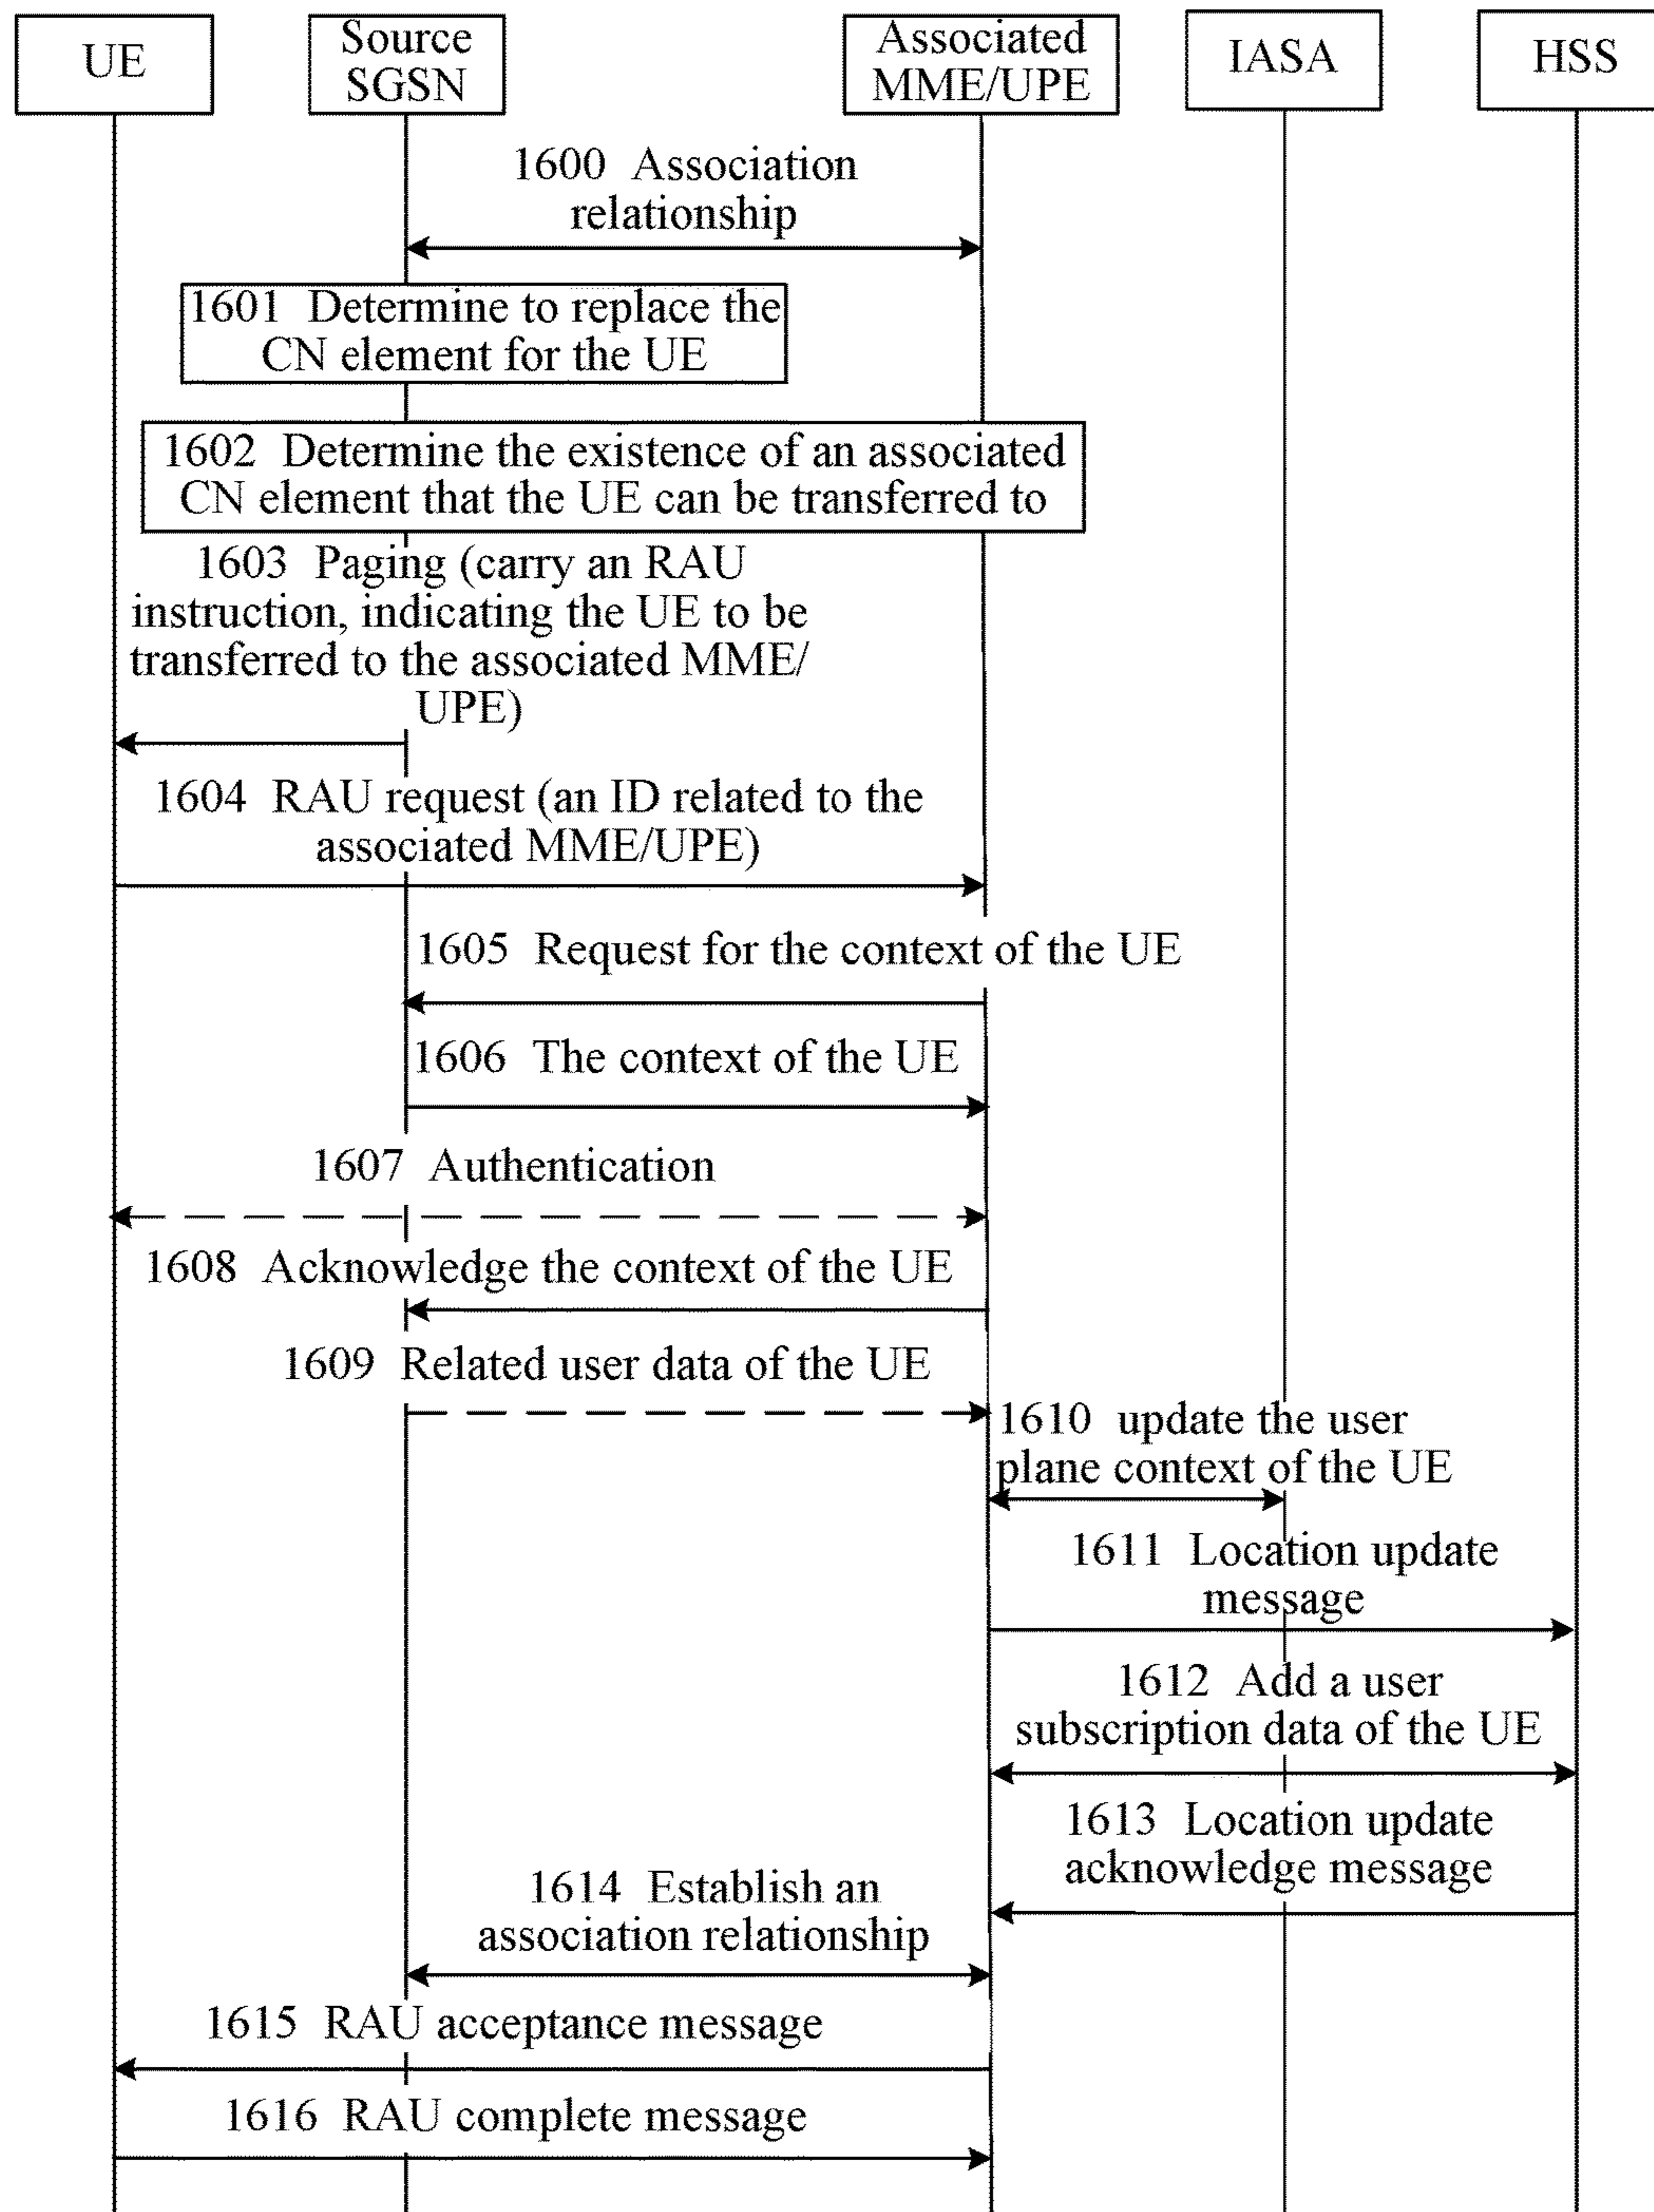 UE
Source
SGSN
Associated
MME/UPE
IASA
HSS
1600 Association
relationship
1601 Determine to replace the
CN element for the UE
1602 Determine the existence of an associated
CN element that the UE can be transferred to
1603 Paging (carry an RAU
instruction, indicating the UE to be
transferred to the associated MME/
UPE)
1604 RAU request (an ID related to the
associated MME/UPE)
1605 Request for the context of the UE
1606 The context of the UE
1607 Authentication
1608 Acknowledge the context of the UE
1609 Related user data of the UE
1610 update the user
plane context of the UE
1611 Location update
message
1612 Add a user
subscription data of the UE
1613 Location update
acknowledge message
1614 Establish an
association relationship
1615 RAU acceptance message
1616 RAU complete message